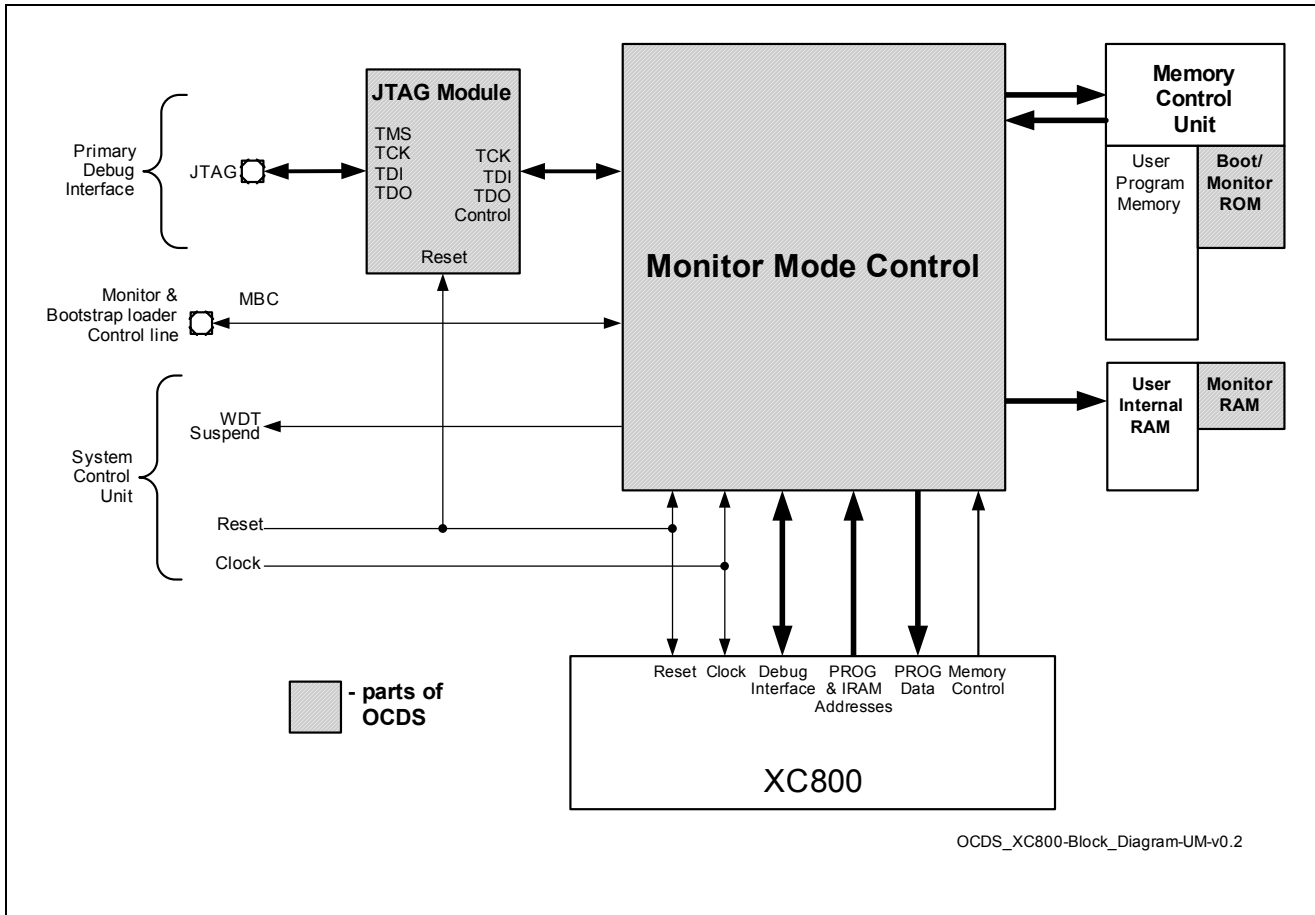 JTAG Module
TMS
TCK
TDI
TDO
TCK
TDI
TDO
Control
Reset
Primary
Debug
Interface
JTAG
Monitor &
Bootstrap loader
Control line
MBC
System
Control
Unit
WDT
Suspend
Reset
Clock
Monitor Mode Control
Memory
Control
Unit
User
Program
Memory
Boot/
Monitor
ROM
User
Internal
RAM
Monitor
RAM
Reset
Clock
Debug
Interface
PROG
& IRAM
Addresses
PROG
Data
Memory
Control
XC800
- parts of
OCDS
OCDS_XC800-Block_Diagram-UM-v0.2